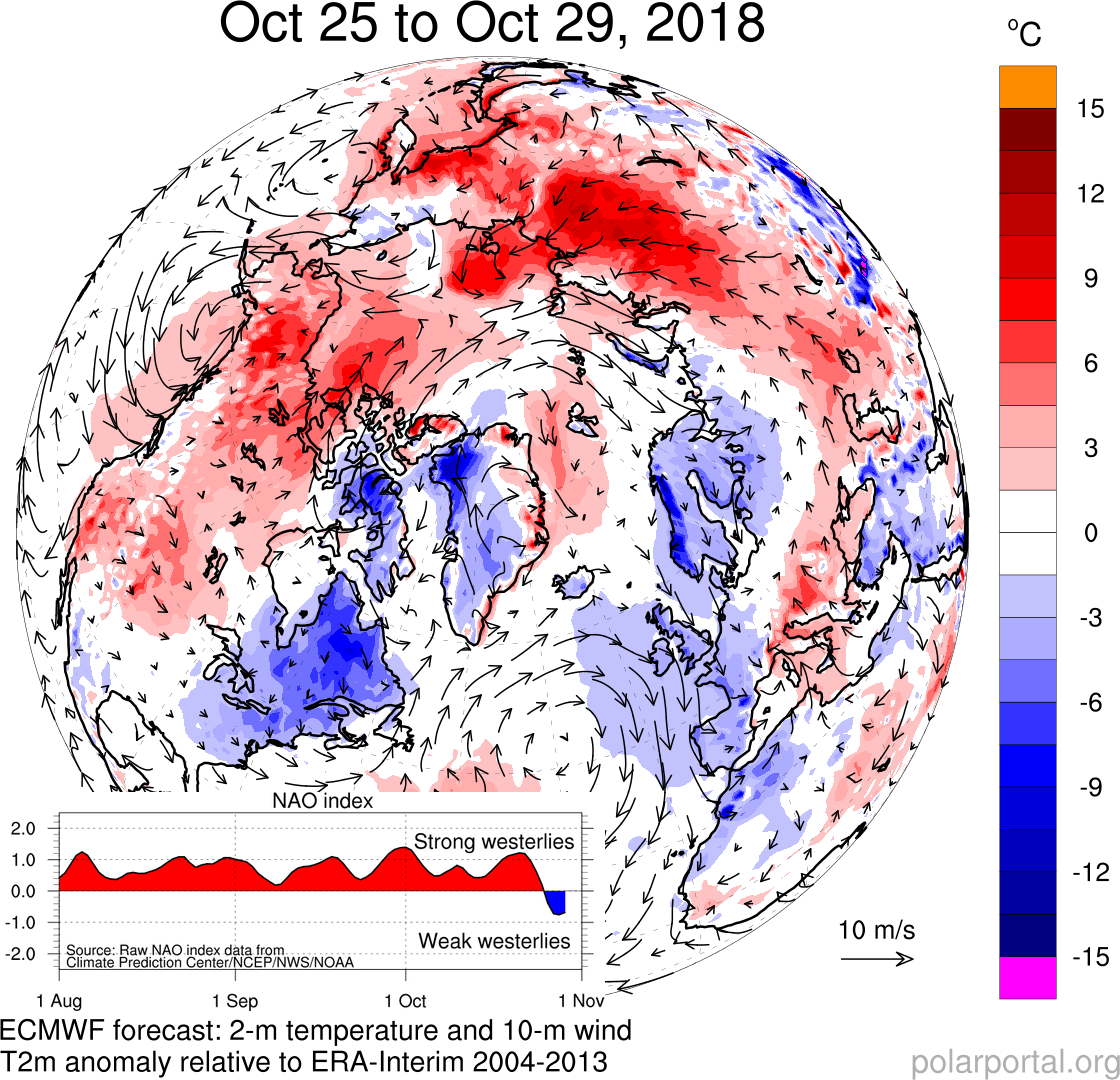 Oct 25 to Oct 29, 2018
°C
15
12
9
6
3
0
-3
-6
-9
-12
-15
10 m/s
NAO index
2.0
1.0
0.0
-1.0
-2.0
Strong westerlies
Weak westerlies
Source: Raw NAO index data from
Climate Prediction Center/NCEP/NWS/NOAA
1 Aug
1 Sep
1 Oct
1 Nov
ECMWF forecast: 2-m temperature and 10-m wind
T2m anomaly relative to ERA-Interim 2004-2013
polarportal.org